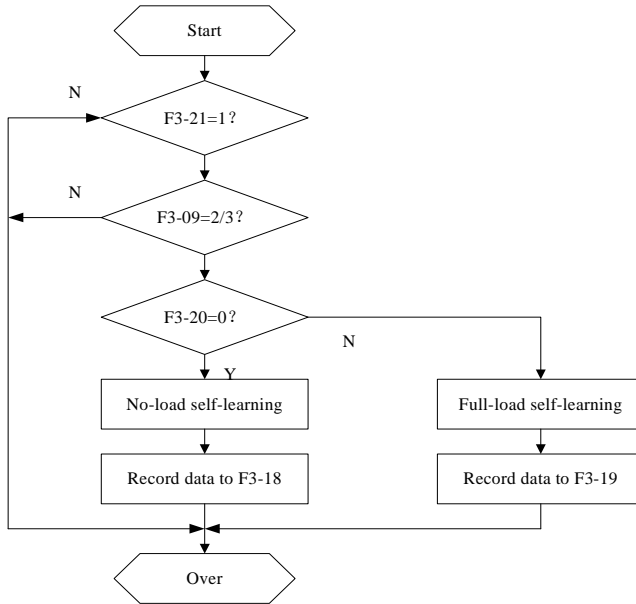 Start
N
F3-21=1?
N
F3-09=2/3?
F3-20=0?
N
Y
No-load self-learning
Full-load self-learning
Record data to F3-18
Record data to F3-19
Over